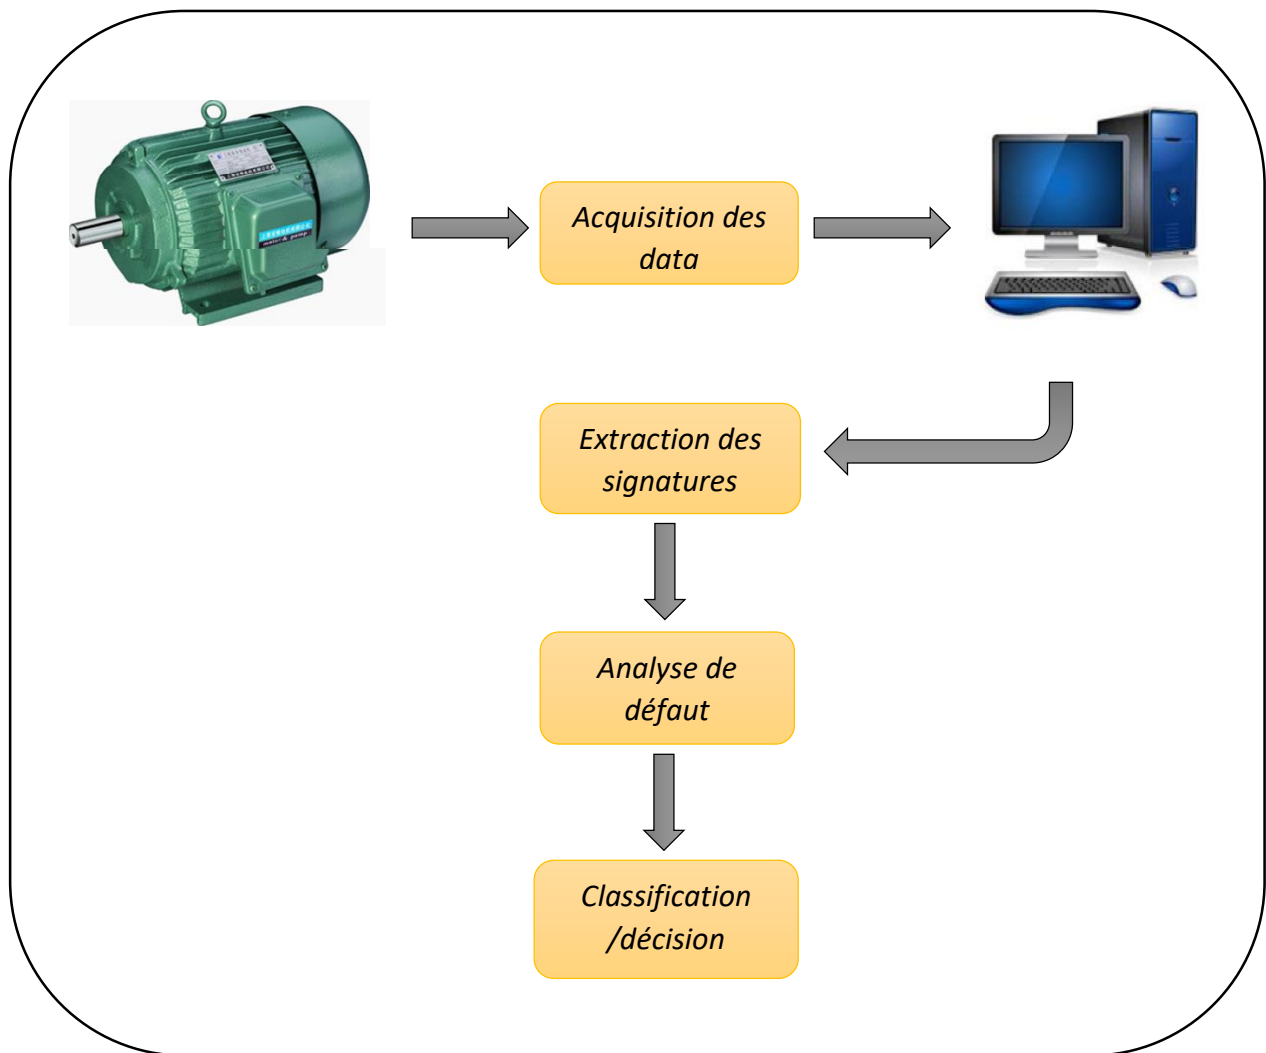 Acquisition des
data
Extraction des
signatures
Analyse de
défaut
Classification
/décision